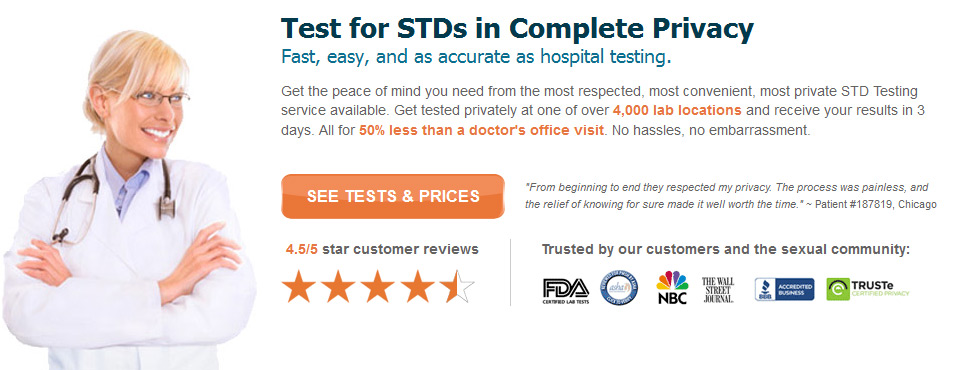 Test for STDs in Complete Privacy
Fast, easy, and as accurate as hospital testing.
Get the peace of mind you need from the most respected, most convenient, most private STD Testing
service available. Get tested privately at one of over 4,000 lab locations and receive your results in 3
days. All for 50% less than a doctor's office visit. No hassles, no embarrassment.
SEE TESTS & PRICES
"From beginning to end they respected my privacy. The process was painless, and
the relief of knowing for sure made it well worth the time." ~ Patient #187819, Chicago
4.5/5 star customer reviews
Trusted by our customers and the sexual community:
FDA
CERTIFIED LAB TESTS
asha
NBC
THE WALL
STREET
JOURNAL.
BBB
ACCREDITED
BUSINESS
TRUSTe
CERTIFIED PRIVACY